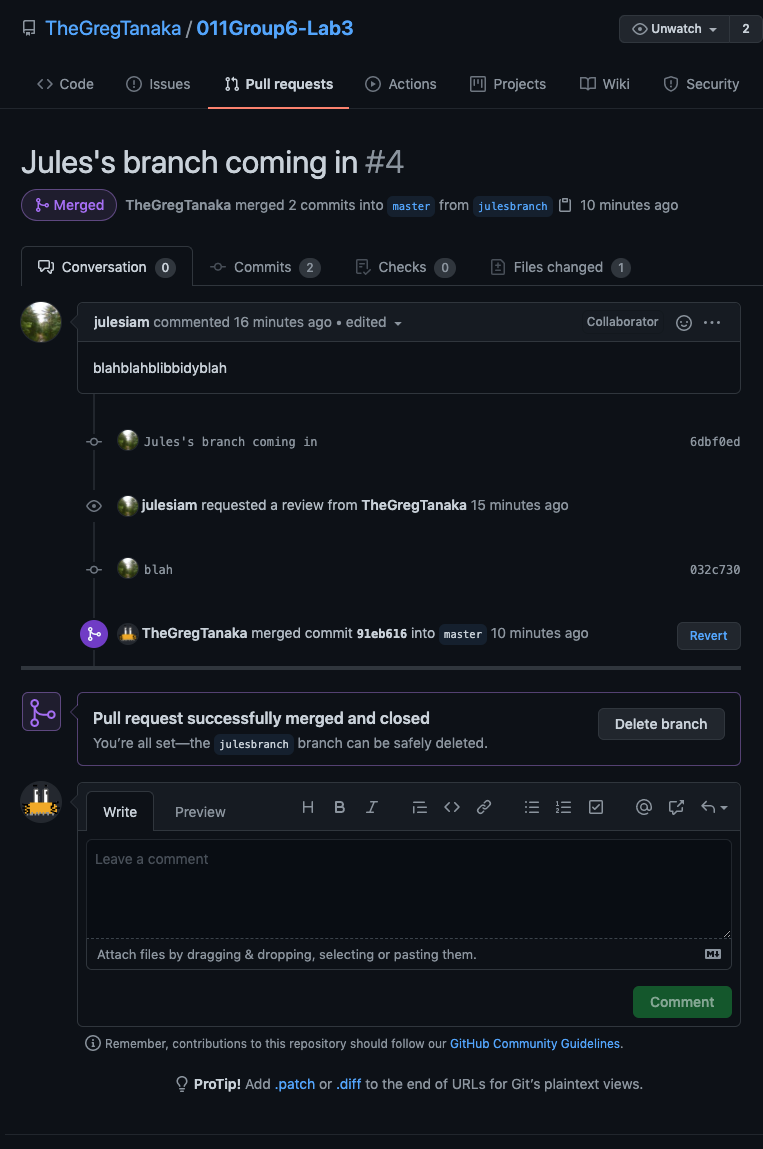 TheGregTanaka / 011Group6-Lab3
Unwatch 2
Code Issues Pull requests Actions Projects Wiki Security
Jules's branch coming in #4
Merged TheGregTanaka merged 2 commits into master from julesbranch 10 minutes ago
Conversation 0 Commits 2 Checks 0 Files changed 1
julesiam commented 16 minutes ago • edited Collaborator ...
blahblahblibbidyblah
Jules's branch coming in 6dbf0ed
julesiam requested a review from TheGregTanaka 15 minutes ago
blah 032c730
TheGregTanaka merged commit 91eb616 into master 10 minutes ago Revert
Pull request successfully merged and closed
You’re all set—the julesbranch branch can be safely deleted.
Delete branch
Write Preview H B I
Leave a comment
Attach files by dragging & dropping, selecting or pasting them.
Comment
Remember, contributions to this repository should follow our GitHub Community Guidelines.
ProTip! Add .patch or .diff to the end of URLs for Git’s plaintext views.